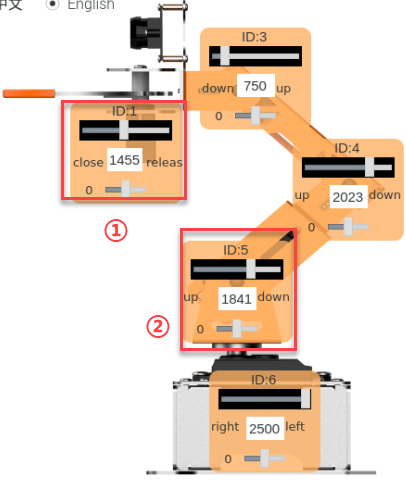 中文 English
ID:3
down 750 up
0
ID:1
close 1455 releas
0
ID:4
up 2023 down
0
①
ID:5
up 1841 down
0
②
ID:6
right 2500 left
0